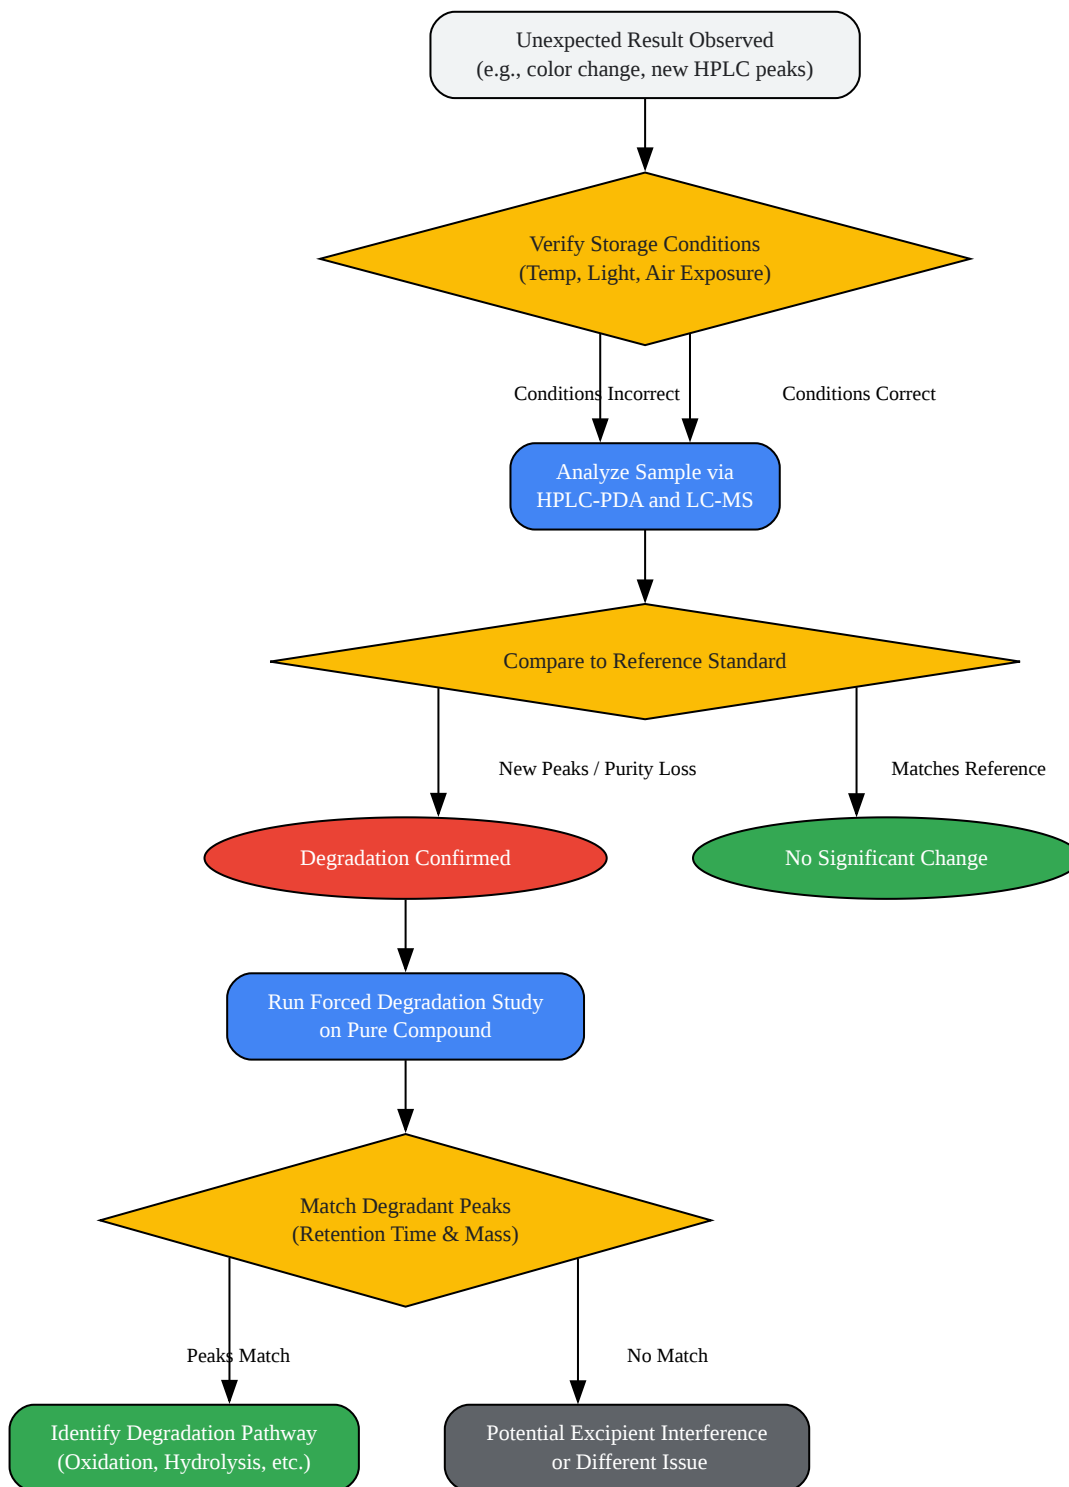 Unexpected Result Observed
(e.g., color change, new HPLC peaks)
Verify Storage Conditions
(Temp, Light, Air Exposure)
Conditions Incorrect
Conditions Correct
Analyze Sample via
HPLC-PDA and LC-MS
Compare to Reference Standard
New Peaks / Purity Loss
Matches Reference
Degradation Confirmed
No Significant Change
Run Forced Degradation Study
on Pure Compound
Match Degradant Peaks
(Retention Time & Mass)
Peaks Match
No Match
Identify Degradation Pathway
(Oxidation, Hydrolysis, etc.)
Potential Excipient Interference
or Different Issue